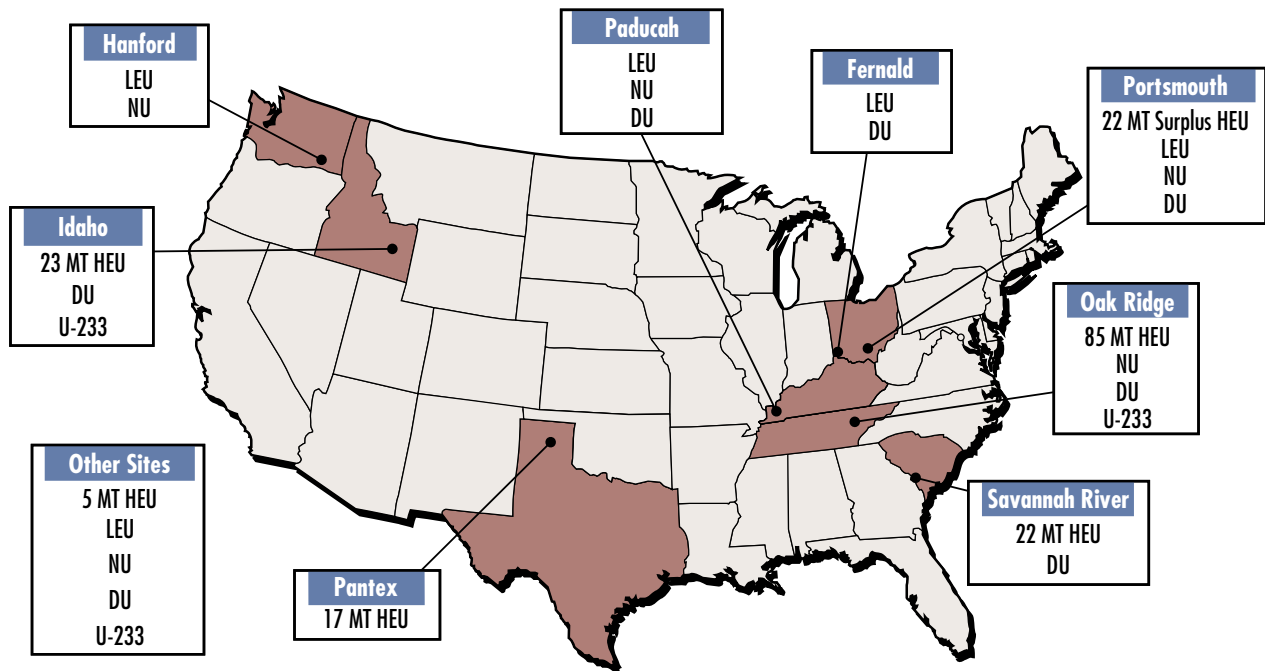 Hanford
LEU
NU
Paducah
LEU
NU
DU
Fernald
LEU
DU
Portsmouth
22 MT Surplus HEU
LEU
NU
DU
Idaho
23 MT HEU
DU
U-233
Oak Ridge
85 MT HEU
NU
DU
U-233
Other Sites
5 MT HEU
LEU
NU
DU
U-233
Pantex
17 MT HEU
Savannah River
22 MT HEU
DU